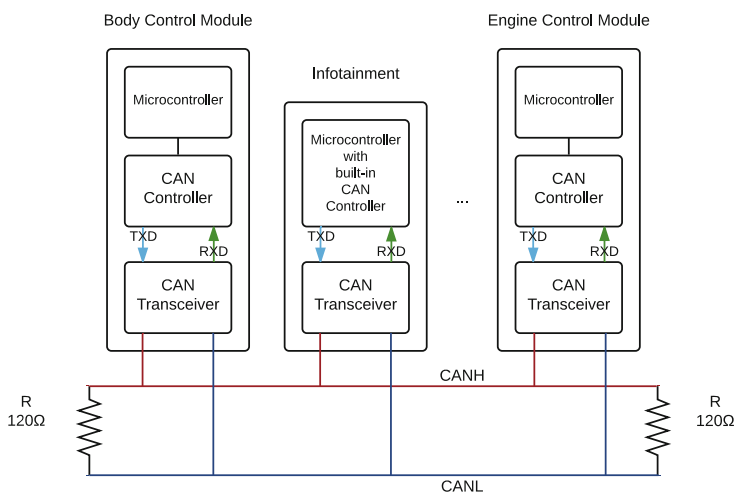 Body Control Module
Engine Control Module
Infotainment
Microcontroller
CAN
Controller
TXD
RXD
CAN
Transceiver
Microcontroller
with
built-in
CAN
Controller
TXD
RXD
CAN
Transceiver
...
Microcontroller
CAN
Controller
TXD
RXD
CAN
Transceiver
CANH
R
120Ω
R
120Ω
CANL